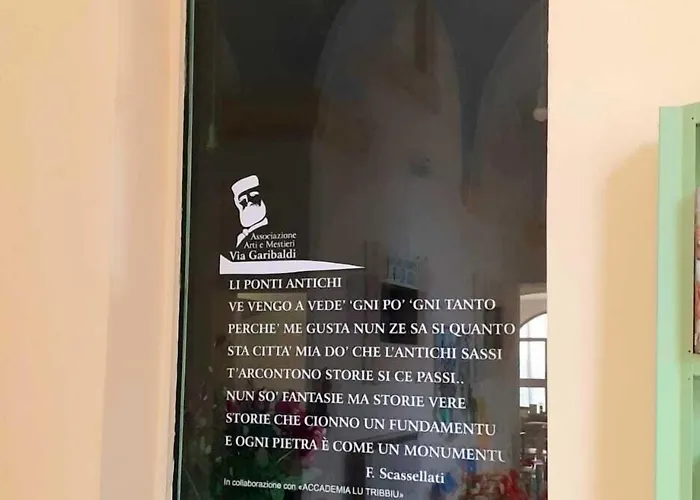 Associazione
Arti e Mestieri
Via Garibaldi
LI PONTI ANTICHI
VE VENGO A VEDE' 'GNI PO' 'GNI TANTO
PERCHE' ME GUSTA NUN ZE SA SI QUANTO
STA CITTA' MIA DO' CHE L'ANTICHI SASSI
T'ARCONTONO STORIE SI CE PASSI..
NUN SO' FANTASIE MA STORIE VERE
STORIE CHE CIONNO UN FUNDAMENTU
E OGNI PIETRA È COME UN MONUMENTU
F. Scassellati
In collaborazione con «ACCADEMIA LU TRIBBIU»